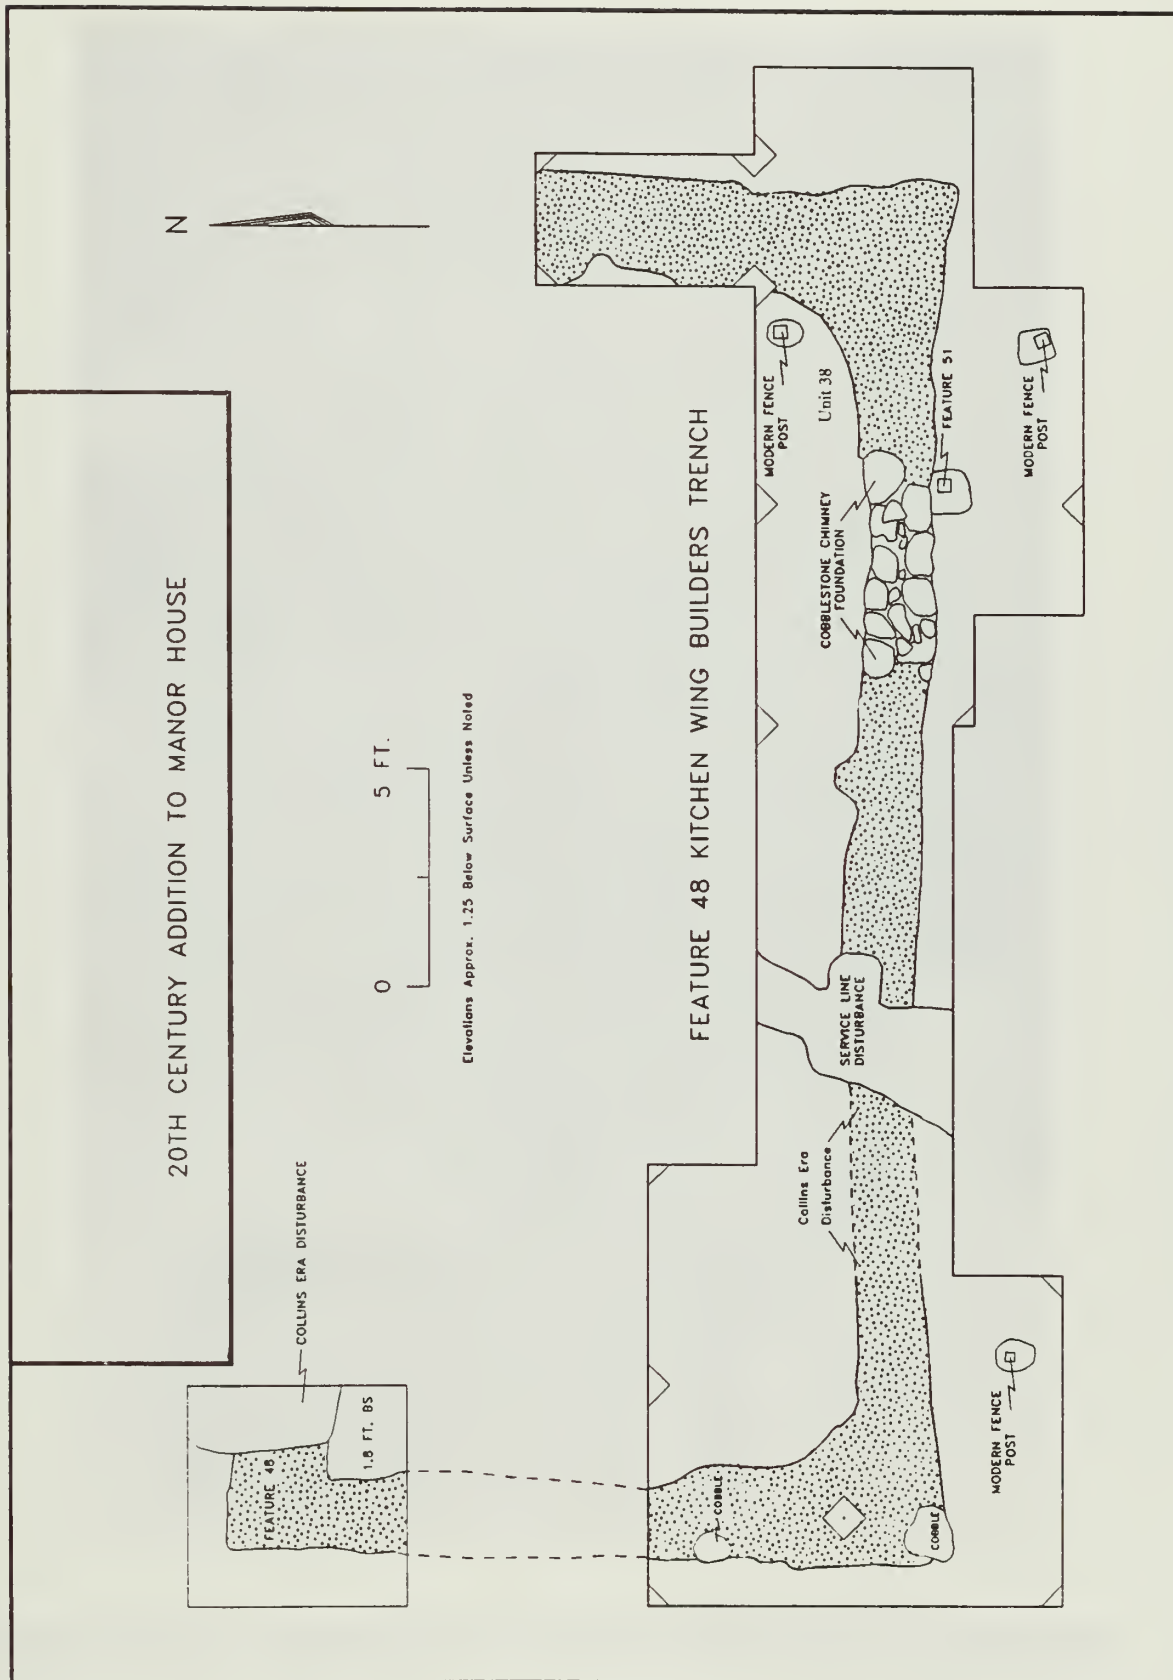 20TH CENTURY ADDITION TO MANOR HOUSE
N
COLLINS ERA DISTURBANCE
0 5 FT.
Elevations Approx. 1.25 Below Surface Unless Noted
FEATURE 48
1.8 FT. BS
FEATURE 48 KITCHEN WING BUILDERS TRENCH
COBBLE
COBBLE
MODERN FENCE
POST
Collins Era
Disturbance
SERVICE LINE
DISTURBANCE
COBBLESTONE CHIMNEY
FOUNDATION
MODERN FENCE
POST
Unit 38
FEATURE 51
MODERN FENCE
POST